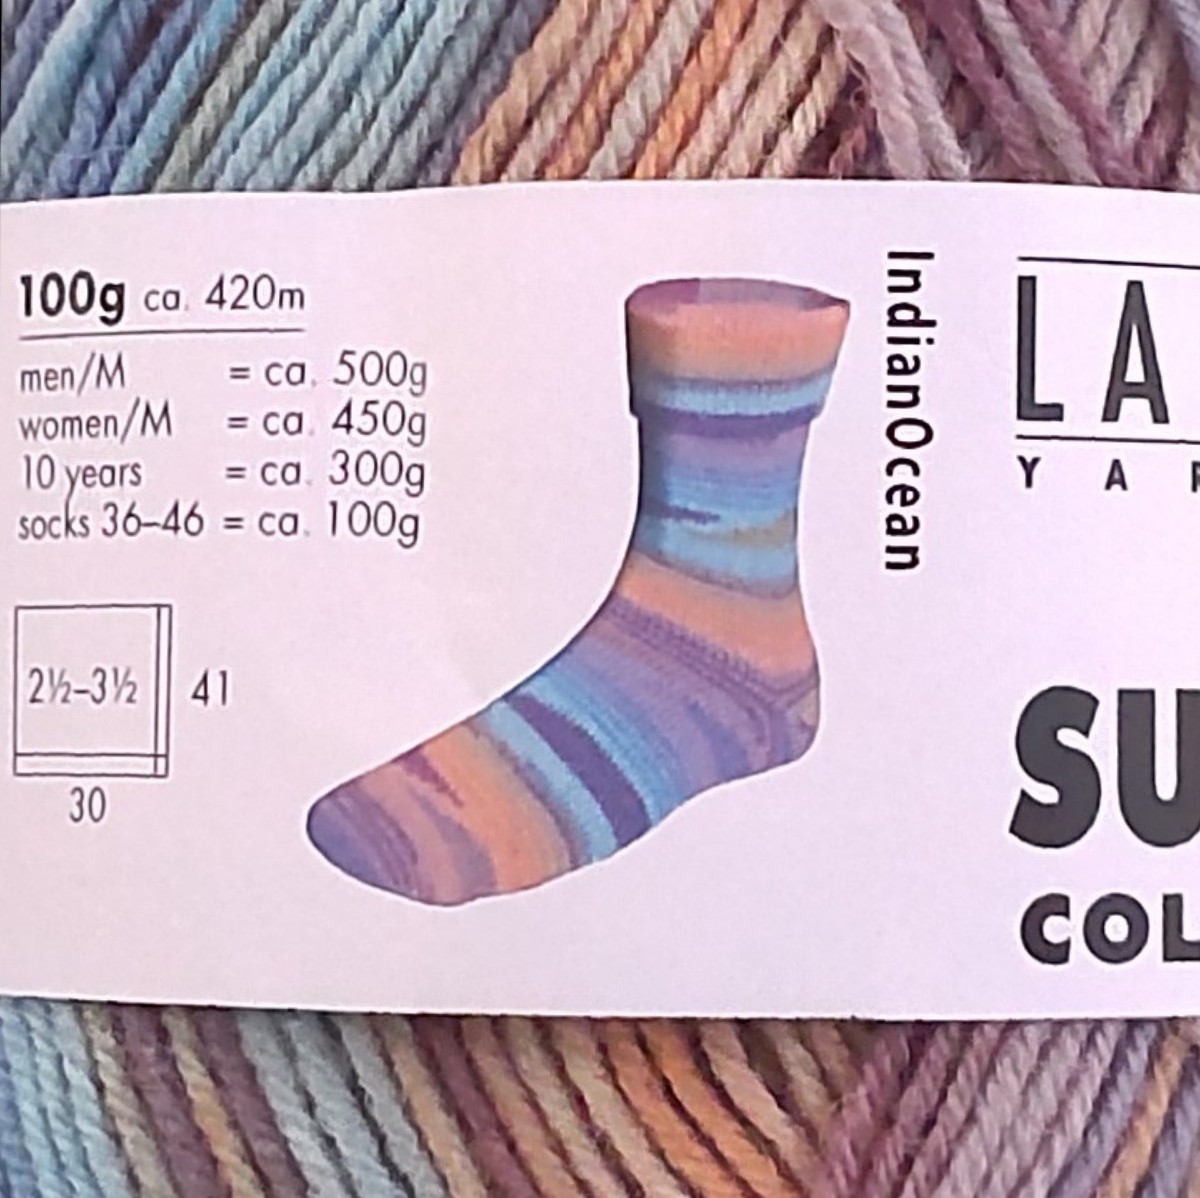 100g ca. 420m
men/M = ca. 500g
women/M = ca. 450g
10 years = ca. 300g
socks 36–46 = ca. 100g
2½–3½ 41
30
IndianOcean
LA
YA
SU
COL